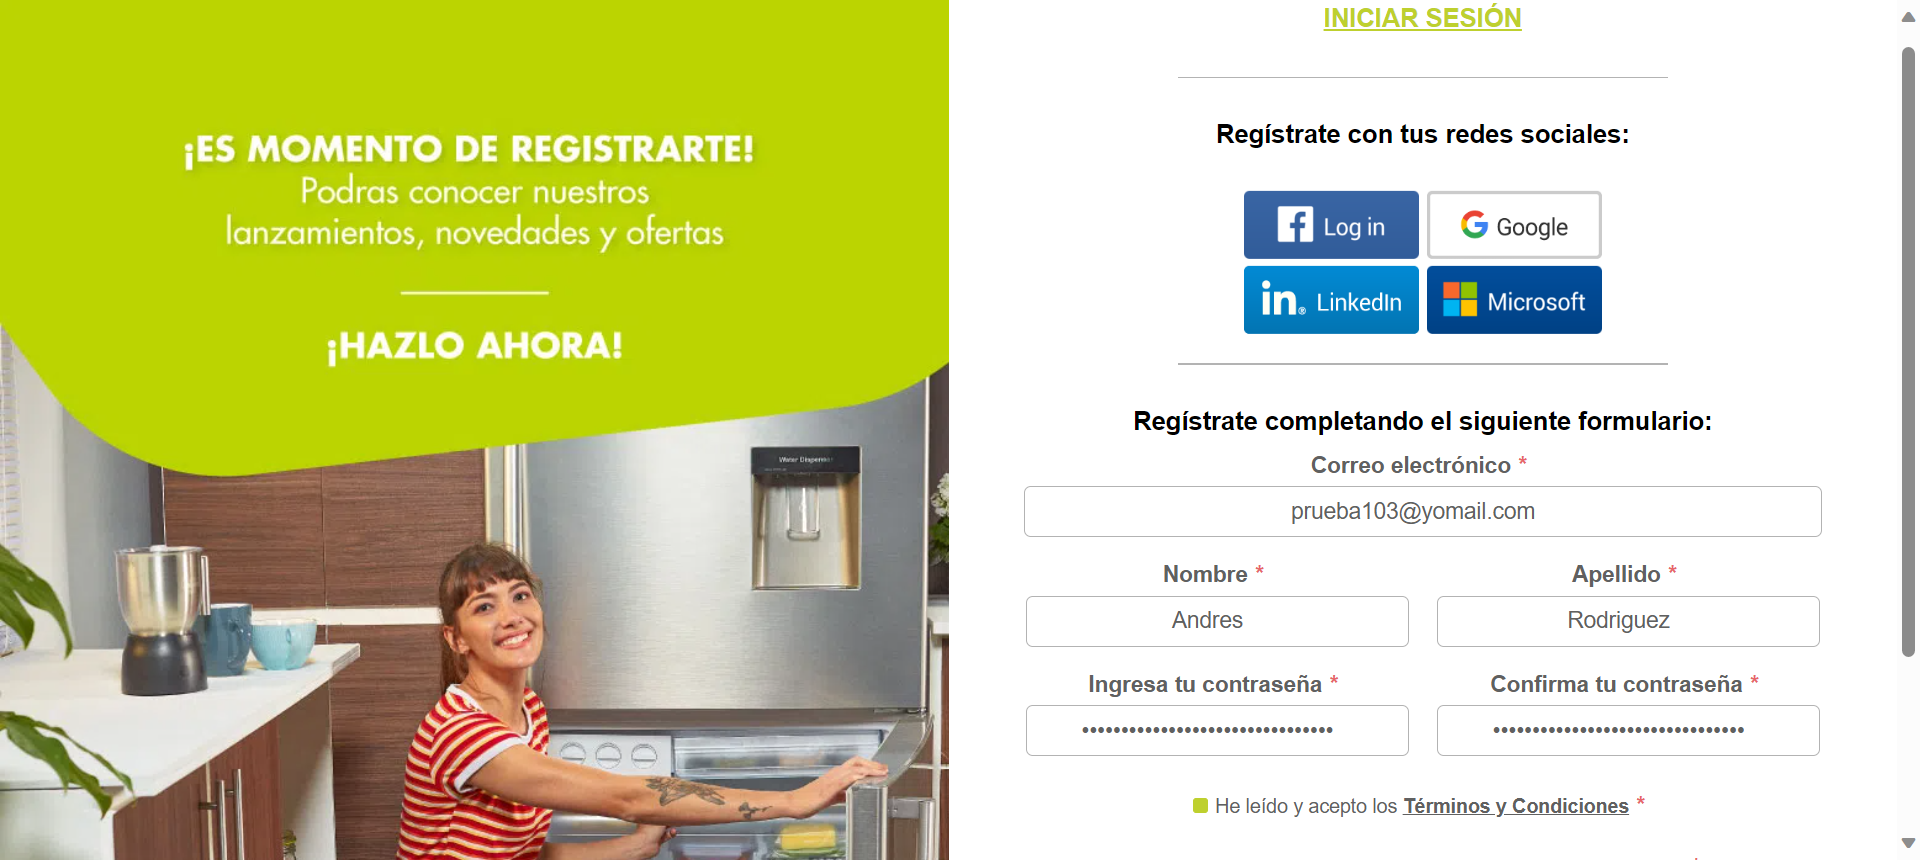 ¡ES MOMENTO DE REGISTRARTE!
Podras conocer nuestros
lanzamientos, novedades y ofertas
¡HAZLO AHORA!
Water Dispenser
INICIAR SESIÓN
Regístrate con tus redes sociales:
Log in
Google
LinkedIn
Microsoft
Regístrate completando el siguiente formulario:
Correo electrónico *
prueba103@yomail.com
Nombre * Apellido *
Andres Rodriguez
Ingresa tu contraseña * Confirma tu contraseña *
•••••••••••••••••••••••••••••••• ••••••••••••••••••••••••••••••••
He leído y acepto los Términos y Condiciones *